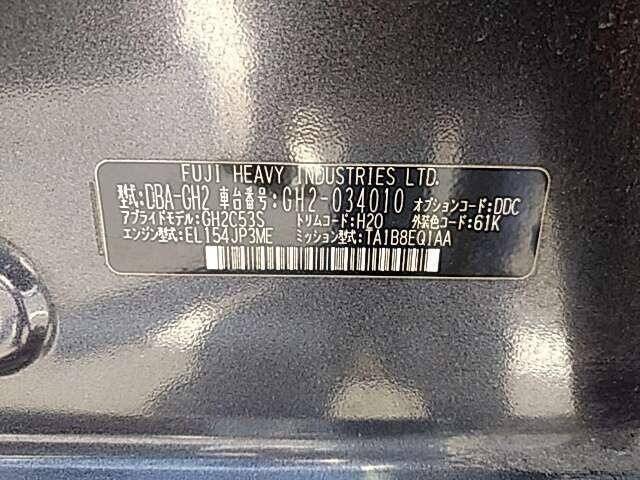 FUJI HEAVY INDUSTRIES LTD.
型式:DBA-GH2 車台番号:GH2-034010 オプションコード:DDC
アプライドモデル:GH2C53S トリムコード:H20 外装色コード:61K
エンジン型式:EL154JP3ME ミッション型式:TA1B8EQ1AA